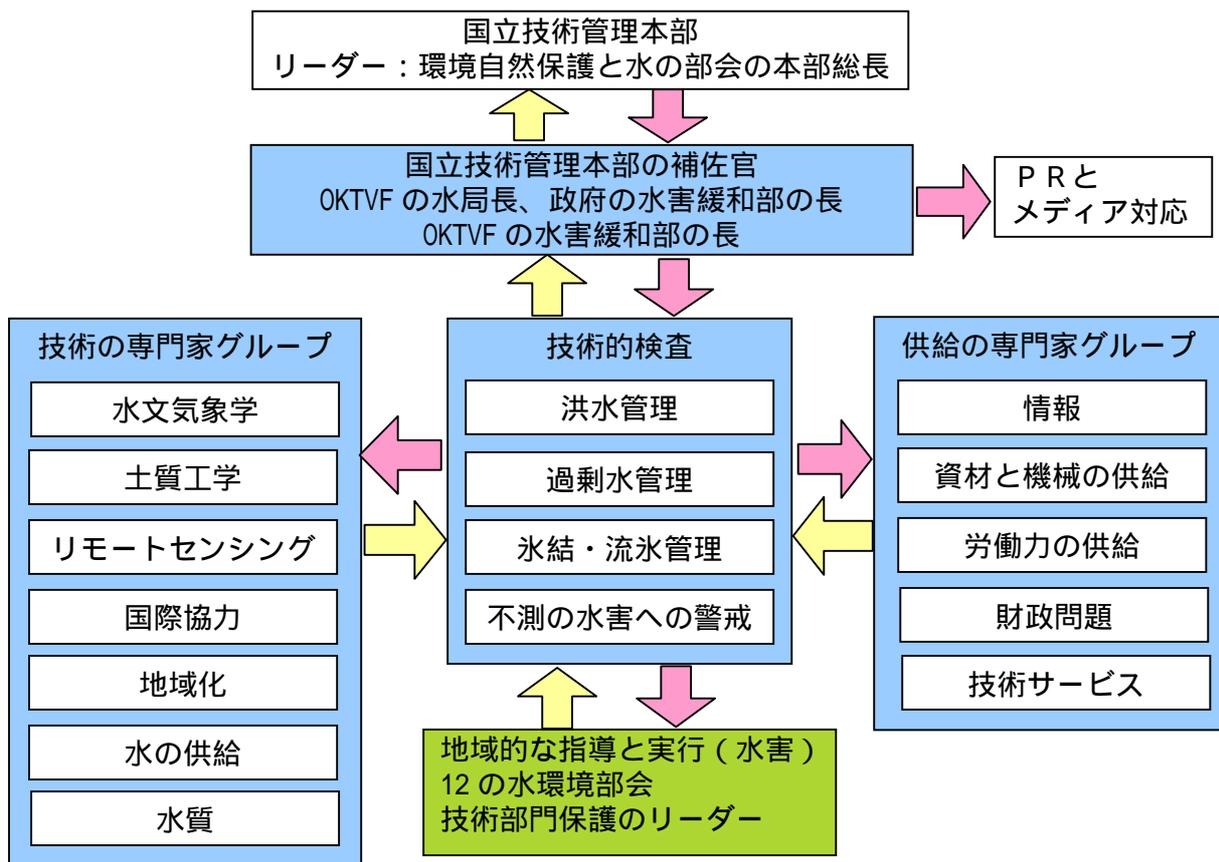 国立技術管理本部
リーダー：環境自然保護と水の部会の本部総長
国立技術管理本部の補佐官
OKTVF の水局長、政府の水害緩和部の長
OKTVF の水害緩和部の長
ＰＲと
メディア対応
技術の専門家グループ
水文気象学
土質工学
リモートセンシング
国際協力
地域化
水の供給
水質
技術的検査
洪水管理
過剰水管理
氷結・流氷管理
不測の水害への警戒
供給の専門家グループ
情報
資材と機械の供給
労働力の供給
財政問題
技術サービス
地域的な指導と実行（水害）
12 の水環境部会
技術部門保護のリーダー